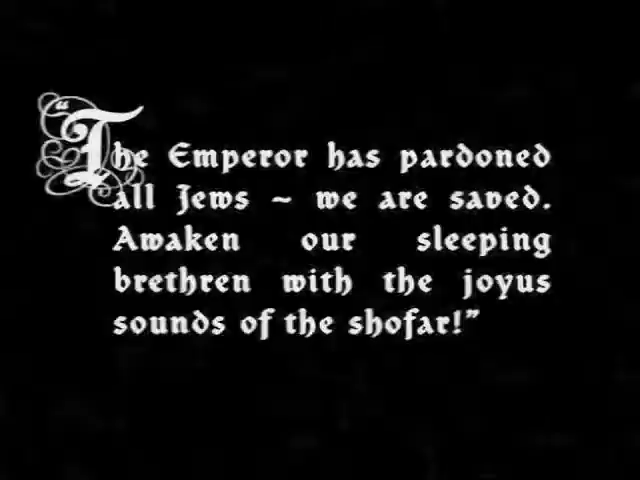 "The Emperor has pardoned
all Jews ~ we are saved.
Awaken our sleeping
brethren with the joyus
sounds of the shofar!"